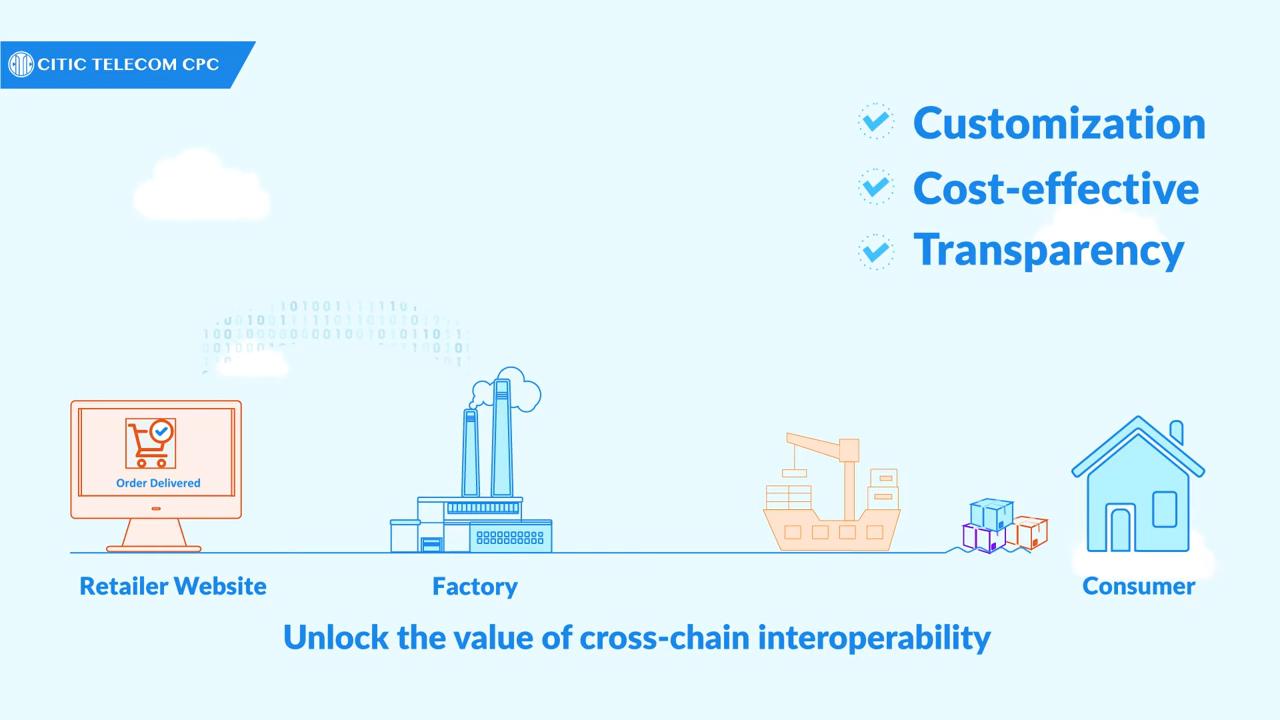 CITIC TELECOM CPC
Customization
Cost-effective
Transparency
Order Delivered
Retailer Website
Factory
Consumer
Unlock the value of cross-chain interoperability